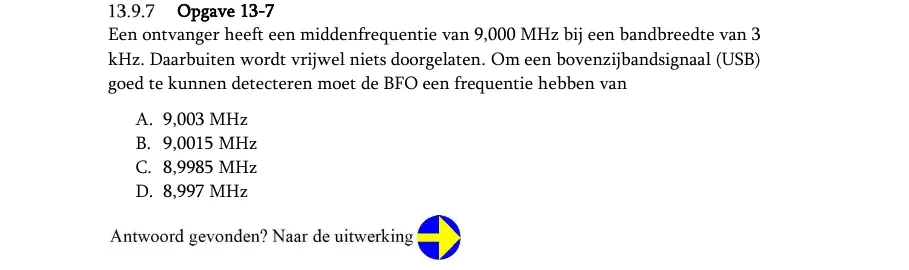 13.9.7 Opgave 13-7
Een ontvanger heeft een middenfrequentie van 9,000 MHz bij een bandbreedte van 3
kHz. Daarbuiten wordt vrijwel niets doorgelaten. Om een bovenzijbandsignaal (USB)
goed te kunnen detecteren moet de BFO een frequentie hebben van
A. 9,003 MHz
B. 9,0015 MHz
C. 8,9985 MHz
D. 8,997 MHz
Antwoord gevonden? Naar de uitwerking